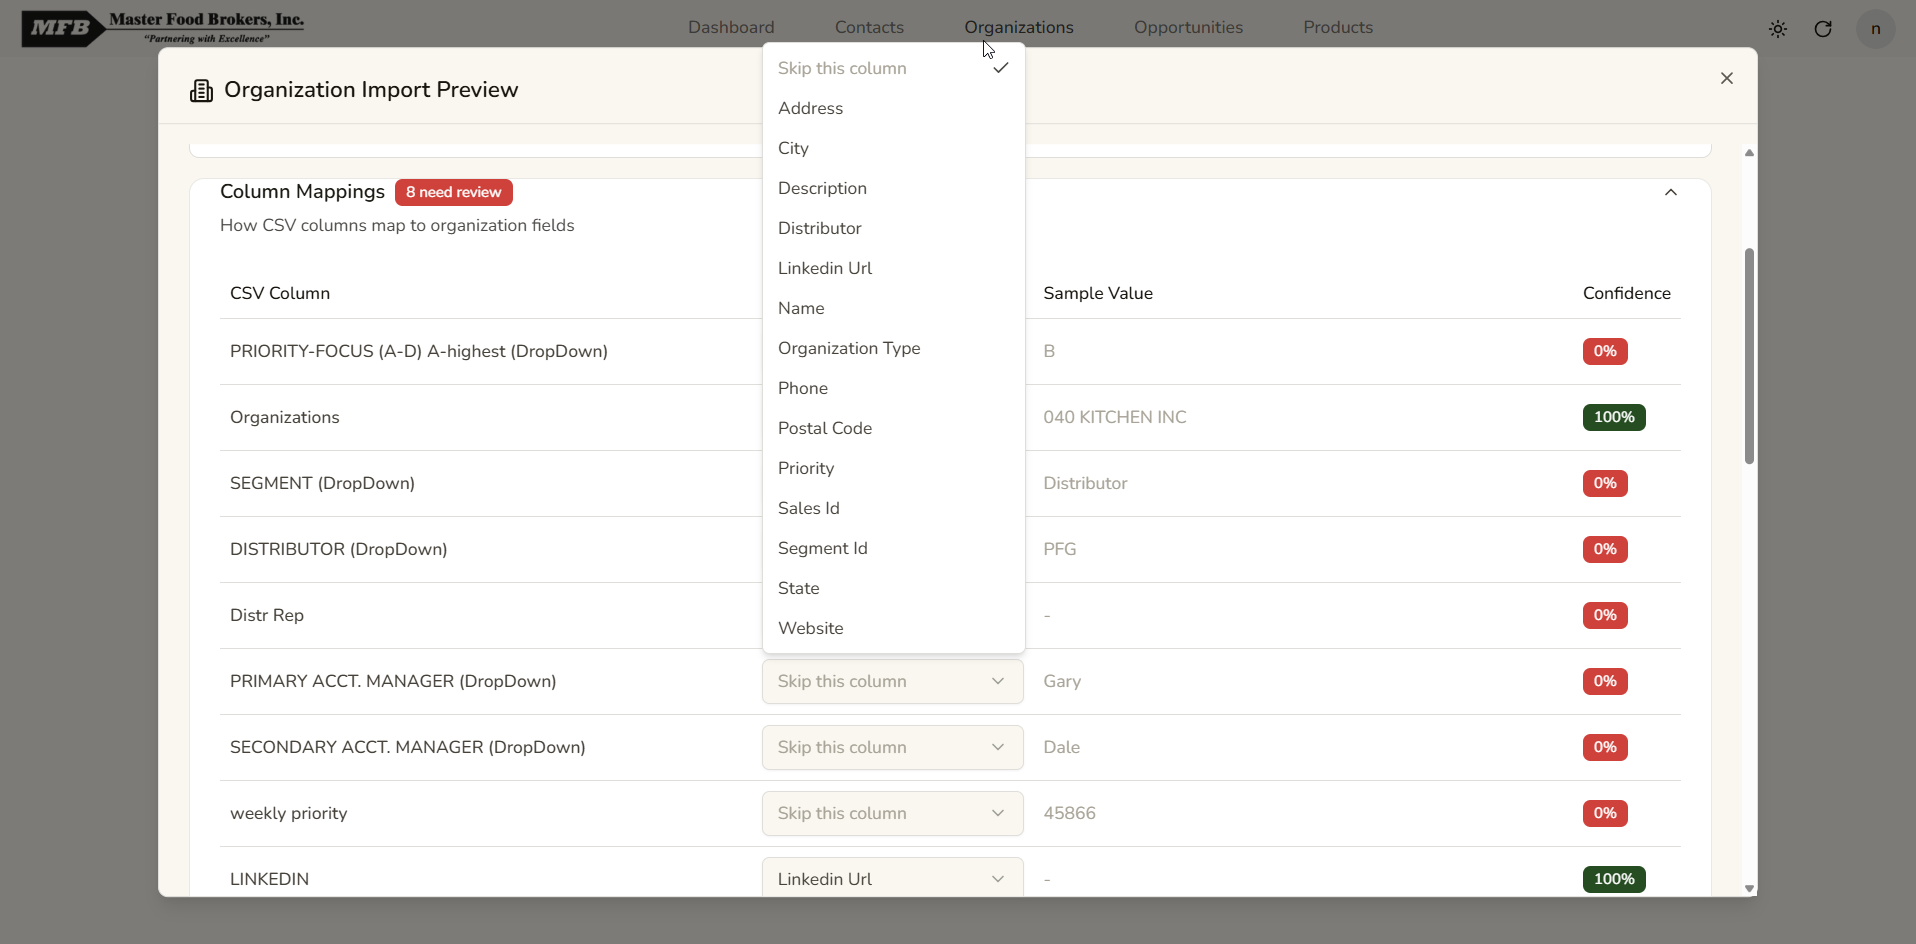 MFB
Master Food Brokers, Inc.
"Partnering with Excellence"
Dashboard
Contacts
Organizations
Opportunities
Products
n
Organization Import Preview
Skip this column
Address
City
Description
Distributor
Linkedin Url
Name
Organization Type
Phone
Postal Code
Priority
Sales Id
Segment Id
State
Website
Column Mappings 8 need review
How CSV columns map to organization fields
CSV Column Sample Value Confidence
PRIORITY-FOCUS (A-D) A-highest (DropDown) B 0%
Organizations 040 KITCHEN INC 100%
SEGMENT (DropDown) Distributor 0%
DISTRIBUTOR (DropDown) PFG 0%
Distr Rep - 0%
PRIMARY ACCT. MANAGER (DropDown) Skip this column Gary 0%
SECONDARY ACCT. MANAGER (DropDown) Skip this column Dale 0%
weekly priority Skip this column 45866 0%
LINKEDIN Linkedin Url - 100%